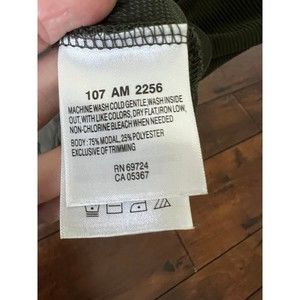 107 AM 2256
MACHINE WASH COLD GENTLE, WASH INSIDE
OUT, WITH LIKE COLORS, DRY FLAT, IRON LOW,
NON-CHLORINE BLEACH WHEN NEEDED
BODY: 75% MODAL, 25% POLYESTER
EXCLUSIVE OF TRIMMING
RN 69724
CA 05367